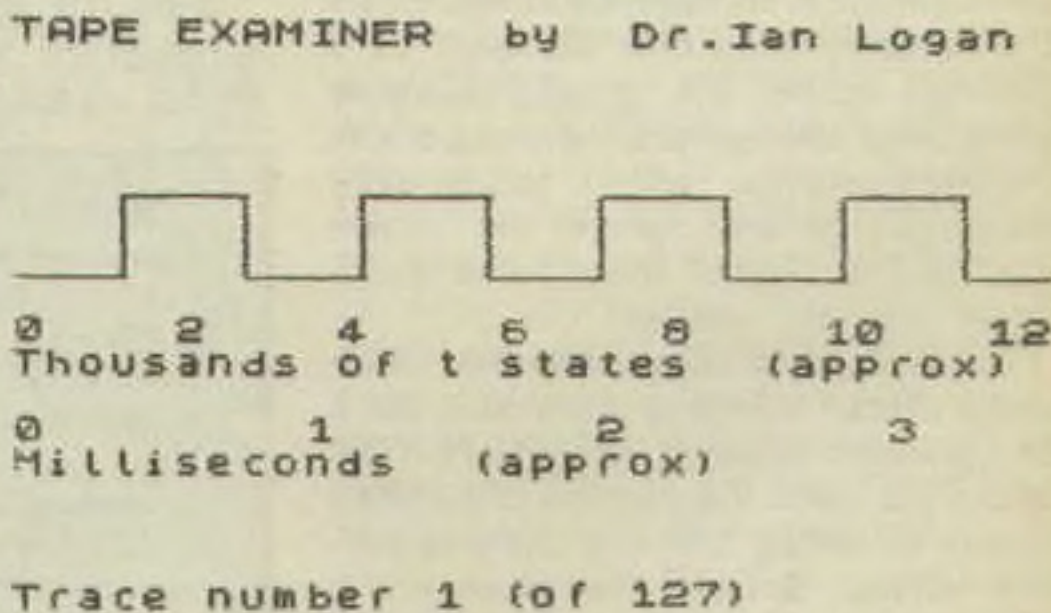 TAPE EXAMINER by Dr.Ian Logan
0 2 4 6 8 10 12
Thousands of t states (approx)
0 1 2 3
Milliseconds (approx)
Trace number 1 (of 127)